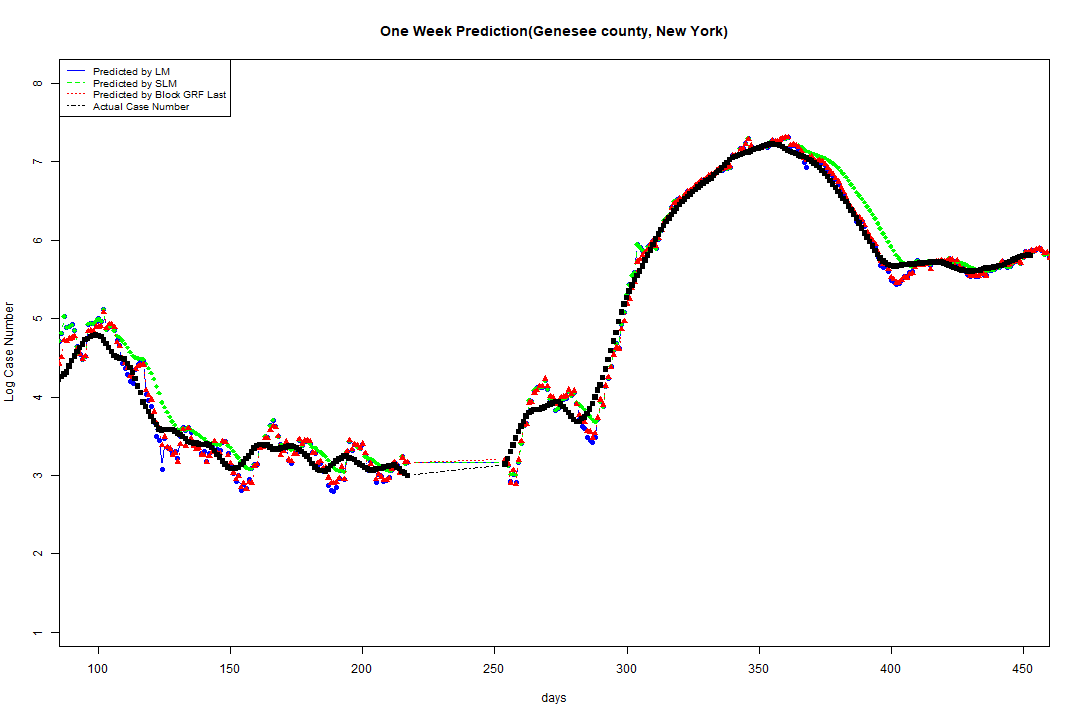 One Week Prediction(Genesee county, New York)
Predicted by LM
Predicted by SLM
Predicted by Block GRF Last
Actual Case Number
8
7
6
5
4
3
2
1
Log Case Number
100 150 200 250 300 350 400 450
days